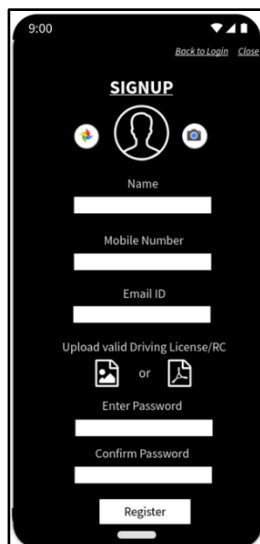 9:00
Back to Login Close
SIGNUP
Name
Mobile Number
Email ID
Upload valid Driving License/RC
or
Enter Password
Confirm Password
Register